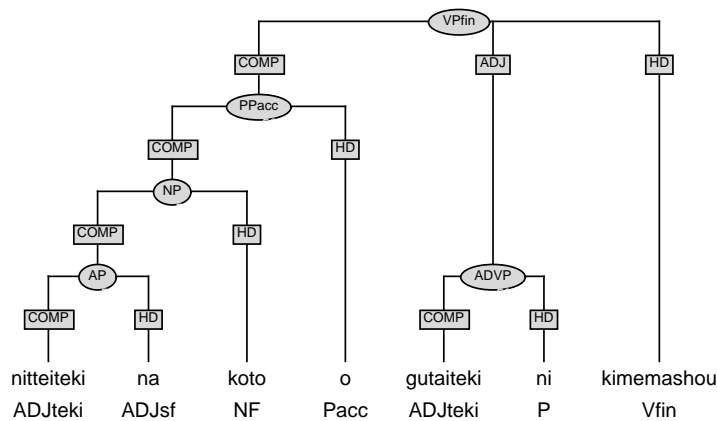 VPfin
COMP ADJ HD
PPacc
COMP HD
NP
COMP HD
AP ADVP
COMP HD COMP HD
nitteiteki na koto o gutaiteki ni kimemashou
ADJteki ADJsf NF Pacc ADJteki P Vfin